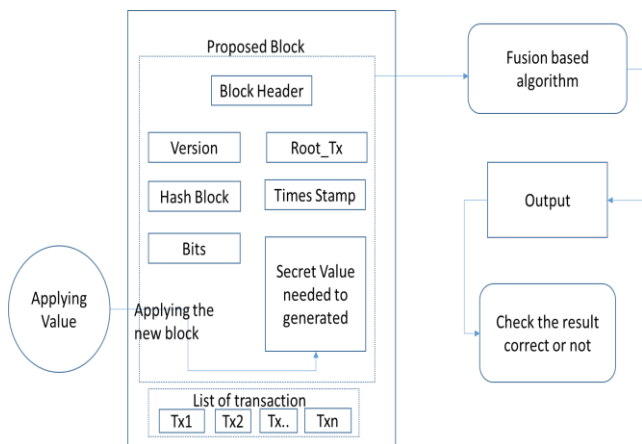 Proposed Block
Block Header
Version
Root_Tx
Hash Block
Times Stamp
Bits
Secret Value
needed to
generated
Applying
Value
Applying the
new block
List of transaction
Tx1
Tx2
Tx..
Txn
Fusion based
algorithm
Output
Check the result
correct or not